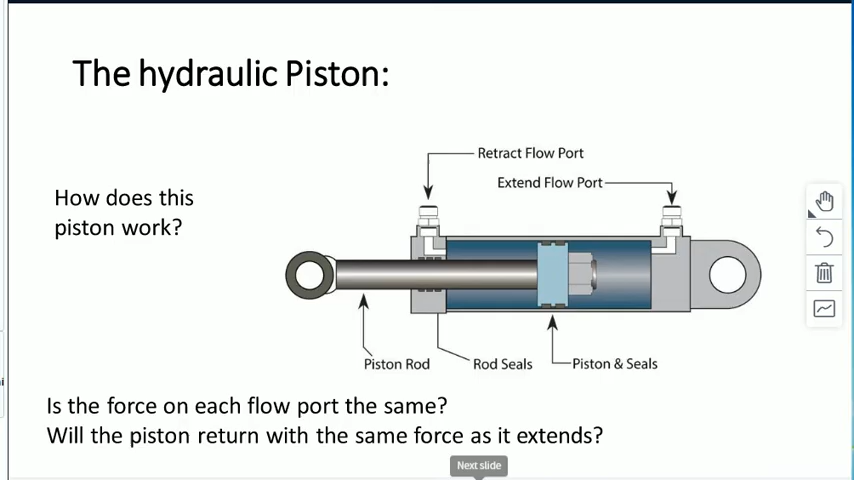 The hydraulic Piston:
Retract Flow Port
Extend Flow Port
How does this
piston work?
Piston Rod
Rod Seals
Piston & Seals
Is the force on each flow port the same?
Will the piston return with the same force as it extends?
Next slide